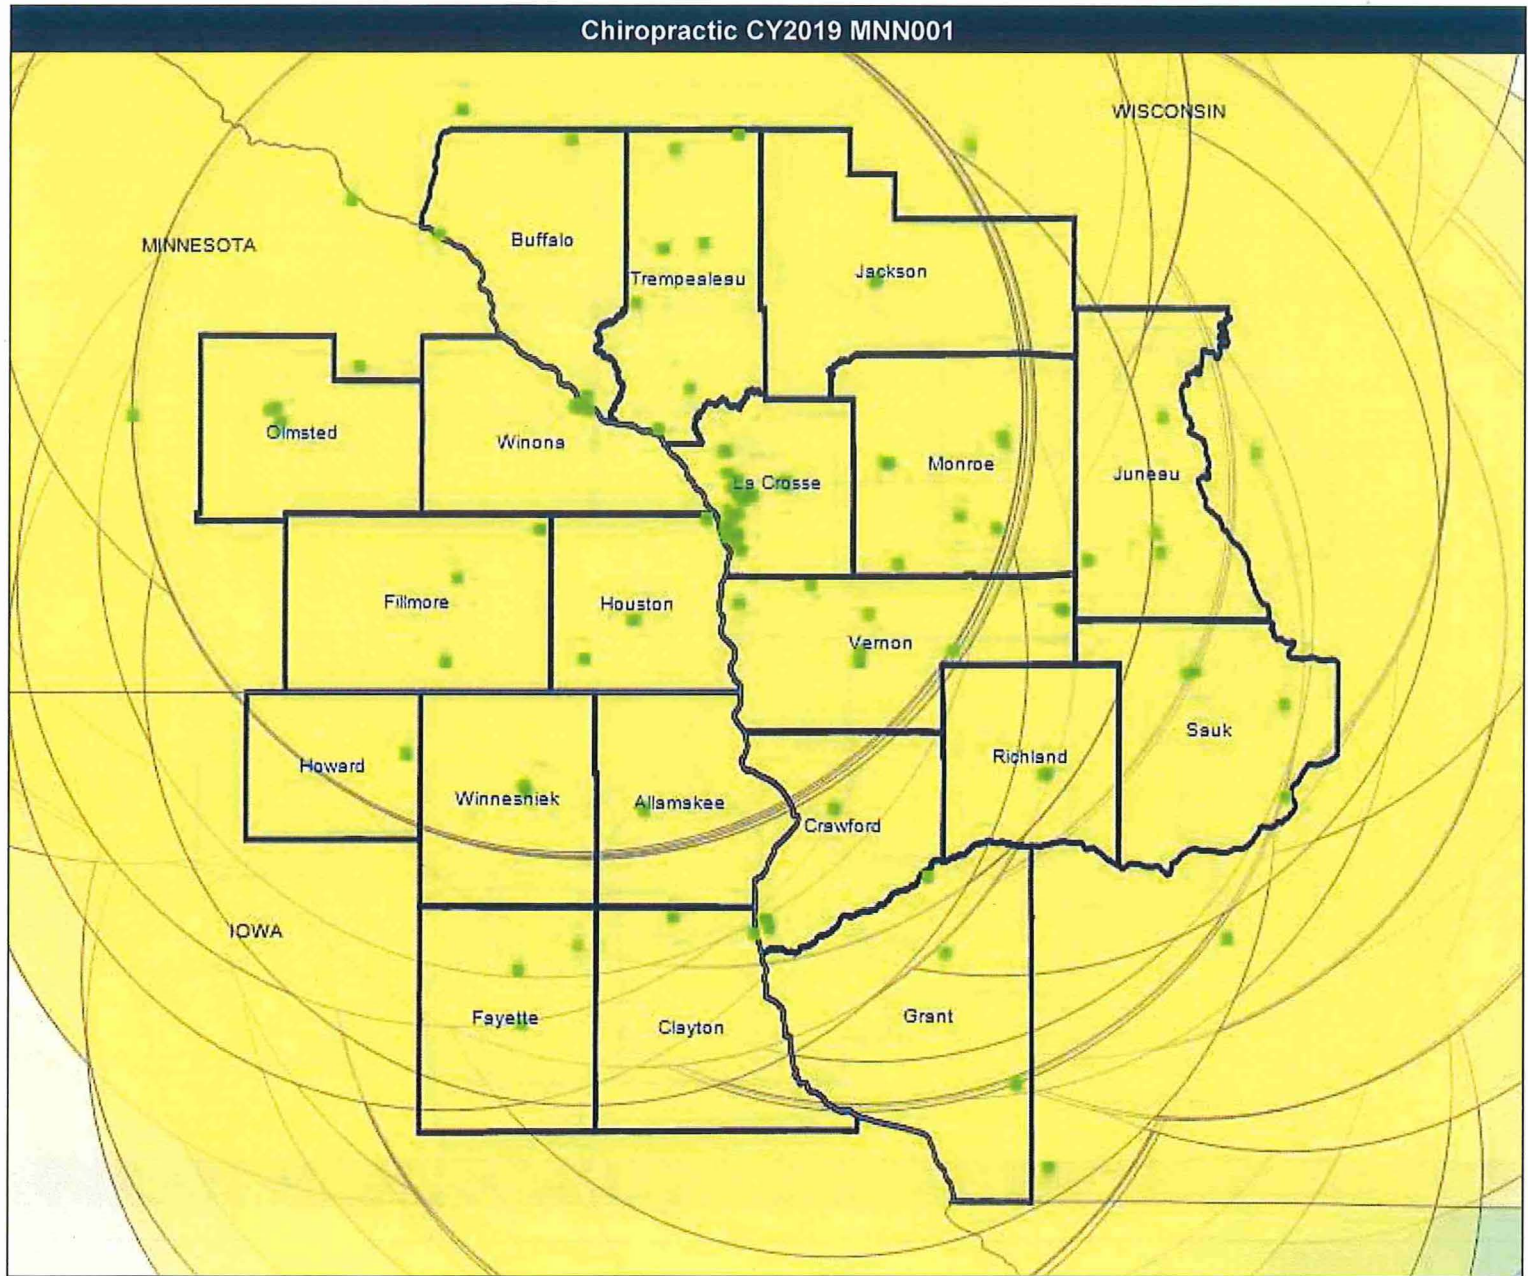 Chiropractic CY2019 MNN001
WISCONSIN
MINNESOTA
Buffalo
Trempealeau
Jackson
Olmsted
Winona
La Crosse
Monroe
Juneau
Fillmore
Houston
Vernon
Sauk
Richland
Howard
Winneshiek
Allamakee
Crawford
IOWA
Fayette
Clayton
Grant